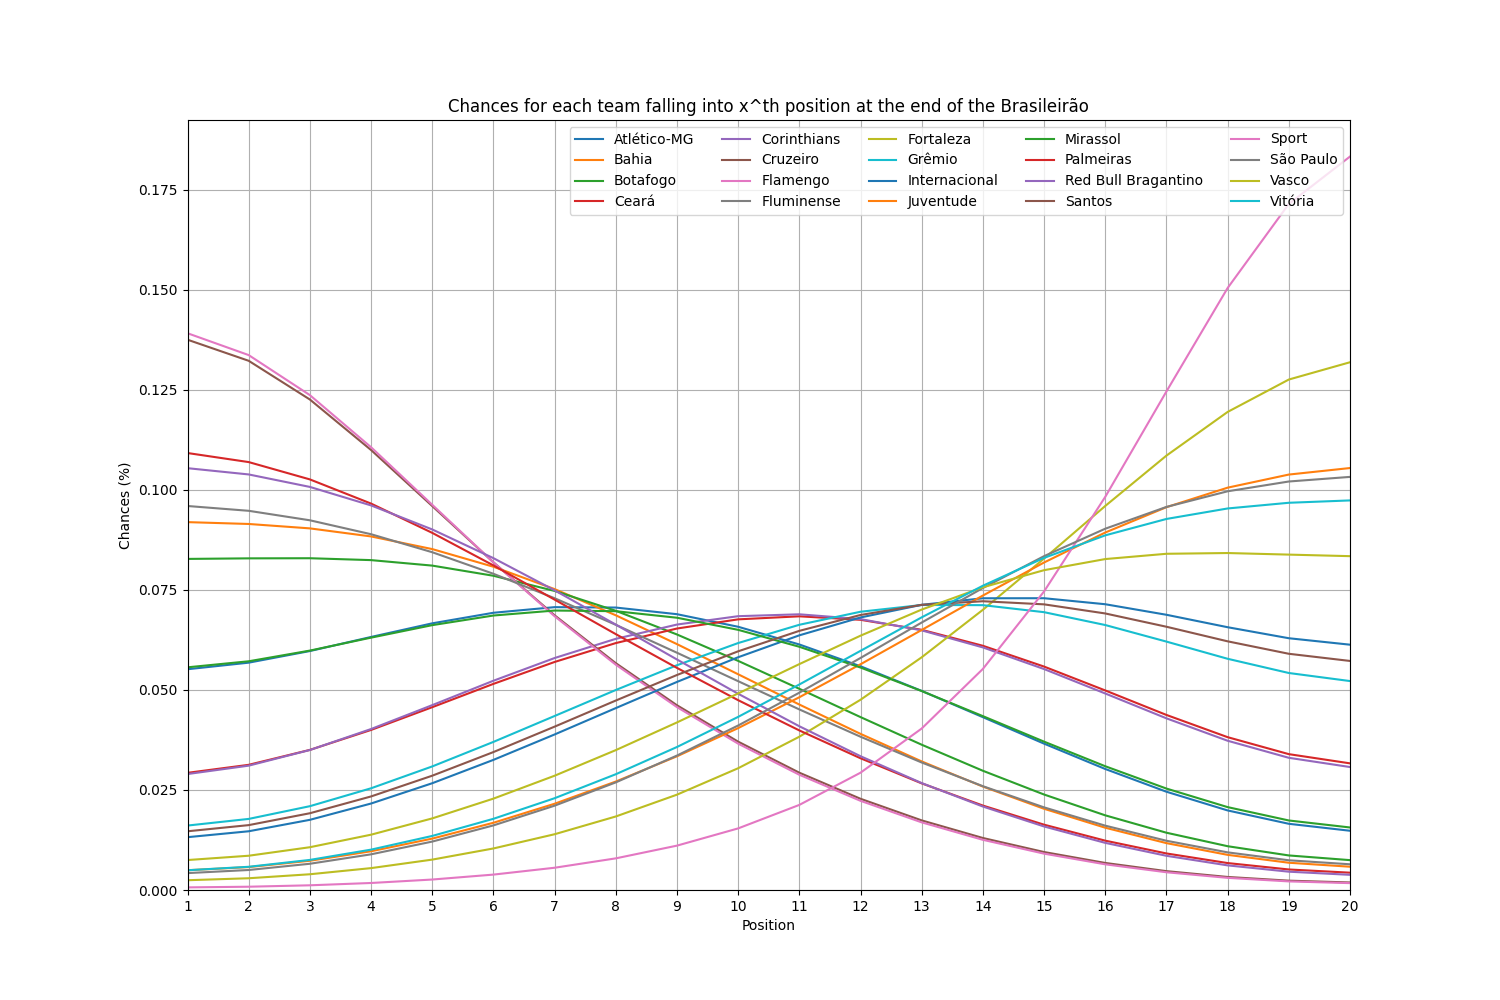 Chances for each team falling into x^th position at the end of the Brasileirão
Atlético-MG Corinthians Fortaleza Mirassol Sport
Bahia Cruzeiro Grêmio Palmeiras São Paulo
Botafogo Flamengo Internacional Red Bull Bragantino Vasco
Ceará Fluminense Juventude Santos Vitória
0.175
0.150
0.125
0.100
0.075
0.050
0.025
0.000
Chances (%)
1 2 3 4 5 6 7 8 9 10 11 12 13 14 15 16 17 18 19 20
Position